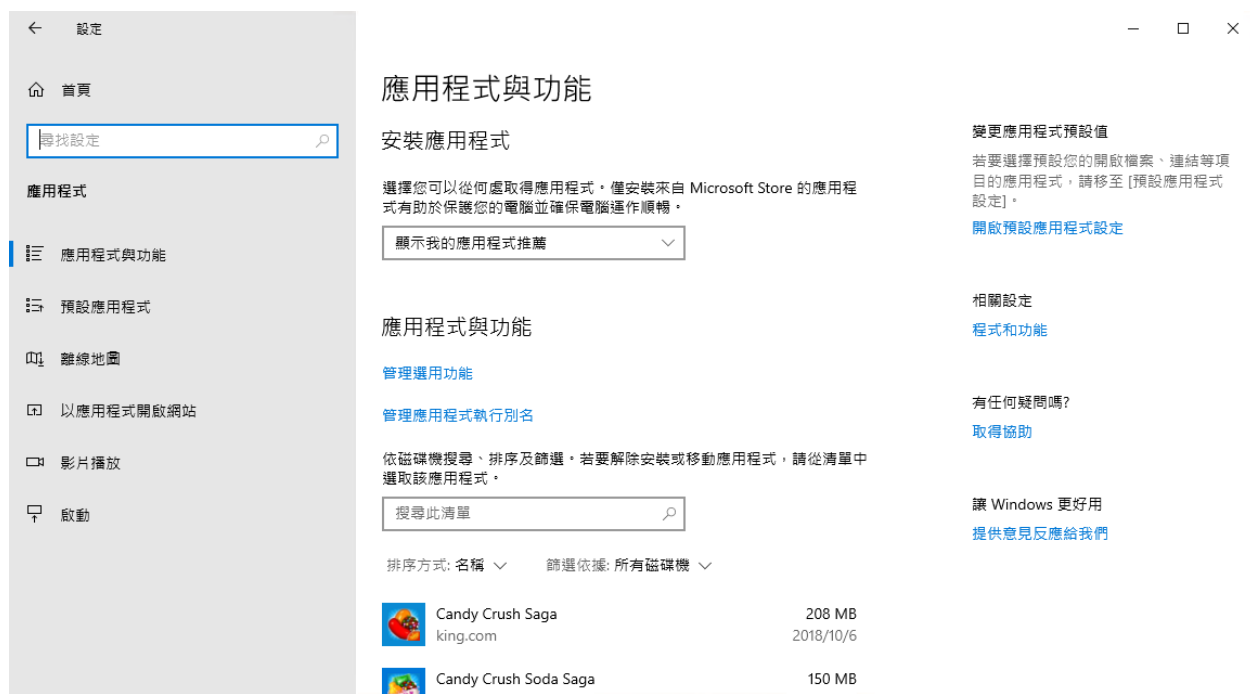 設定
首頁
尋找設定
應用程式
應用程式與功能
預設應用程式
離線地圖
以應用程式開啟網站
影片播放
啟動
應用程式與功能
安裝應用程式
選擇您可以從何處取得應用程式。僅安裝來自 Microsoft Store 的應用程
式有助於保護您的電腦並確保電腦運作順暢。
顯示我的應用程式推薦
應用程式與功能
管理選用功能
管理應用程式執行別名
依磁碟機搜尋、排序及篩選。若要解除安裝或移動應用程式，請從清單中
選取該應用程式。
搜尋此清單
排序方式: 名稱 篩選依據: 所有磁碟機
Candy Crush Saga 208 MB
king.com 2018/10/6
Candy Crush Soda Saga 150 MB
變更應用程式預設值
若要選擇預設您的開啟檔案、連結等項
目的應用程式，請移至 [預設應用程式
設定]。
開啟預設應用程式設定
相關設定
程式和功能
有任何疑問嗎?
取得協助
讓 Windows 更好用
提供意見反應給我們